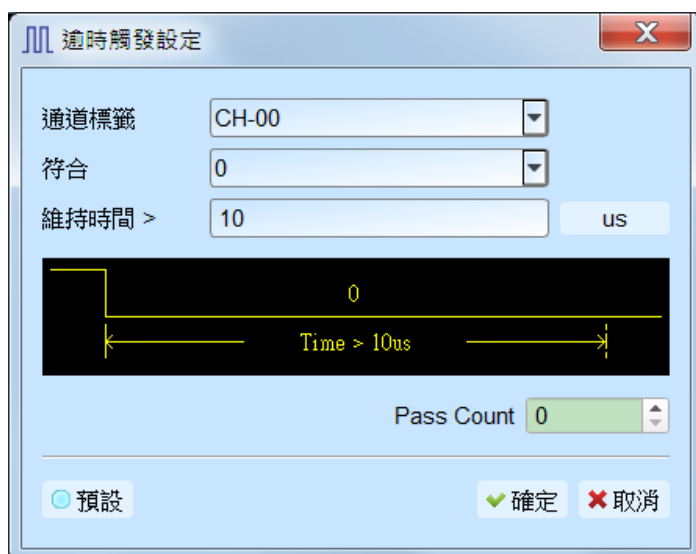 逾時觸發設定
通道標籤 CH-00
符合 0
維持時間 > 10 us
0
Time > 10us
Pass Count 0
預設 確定 取消